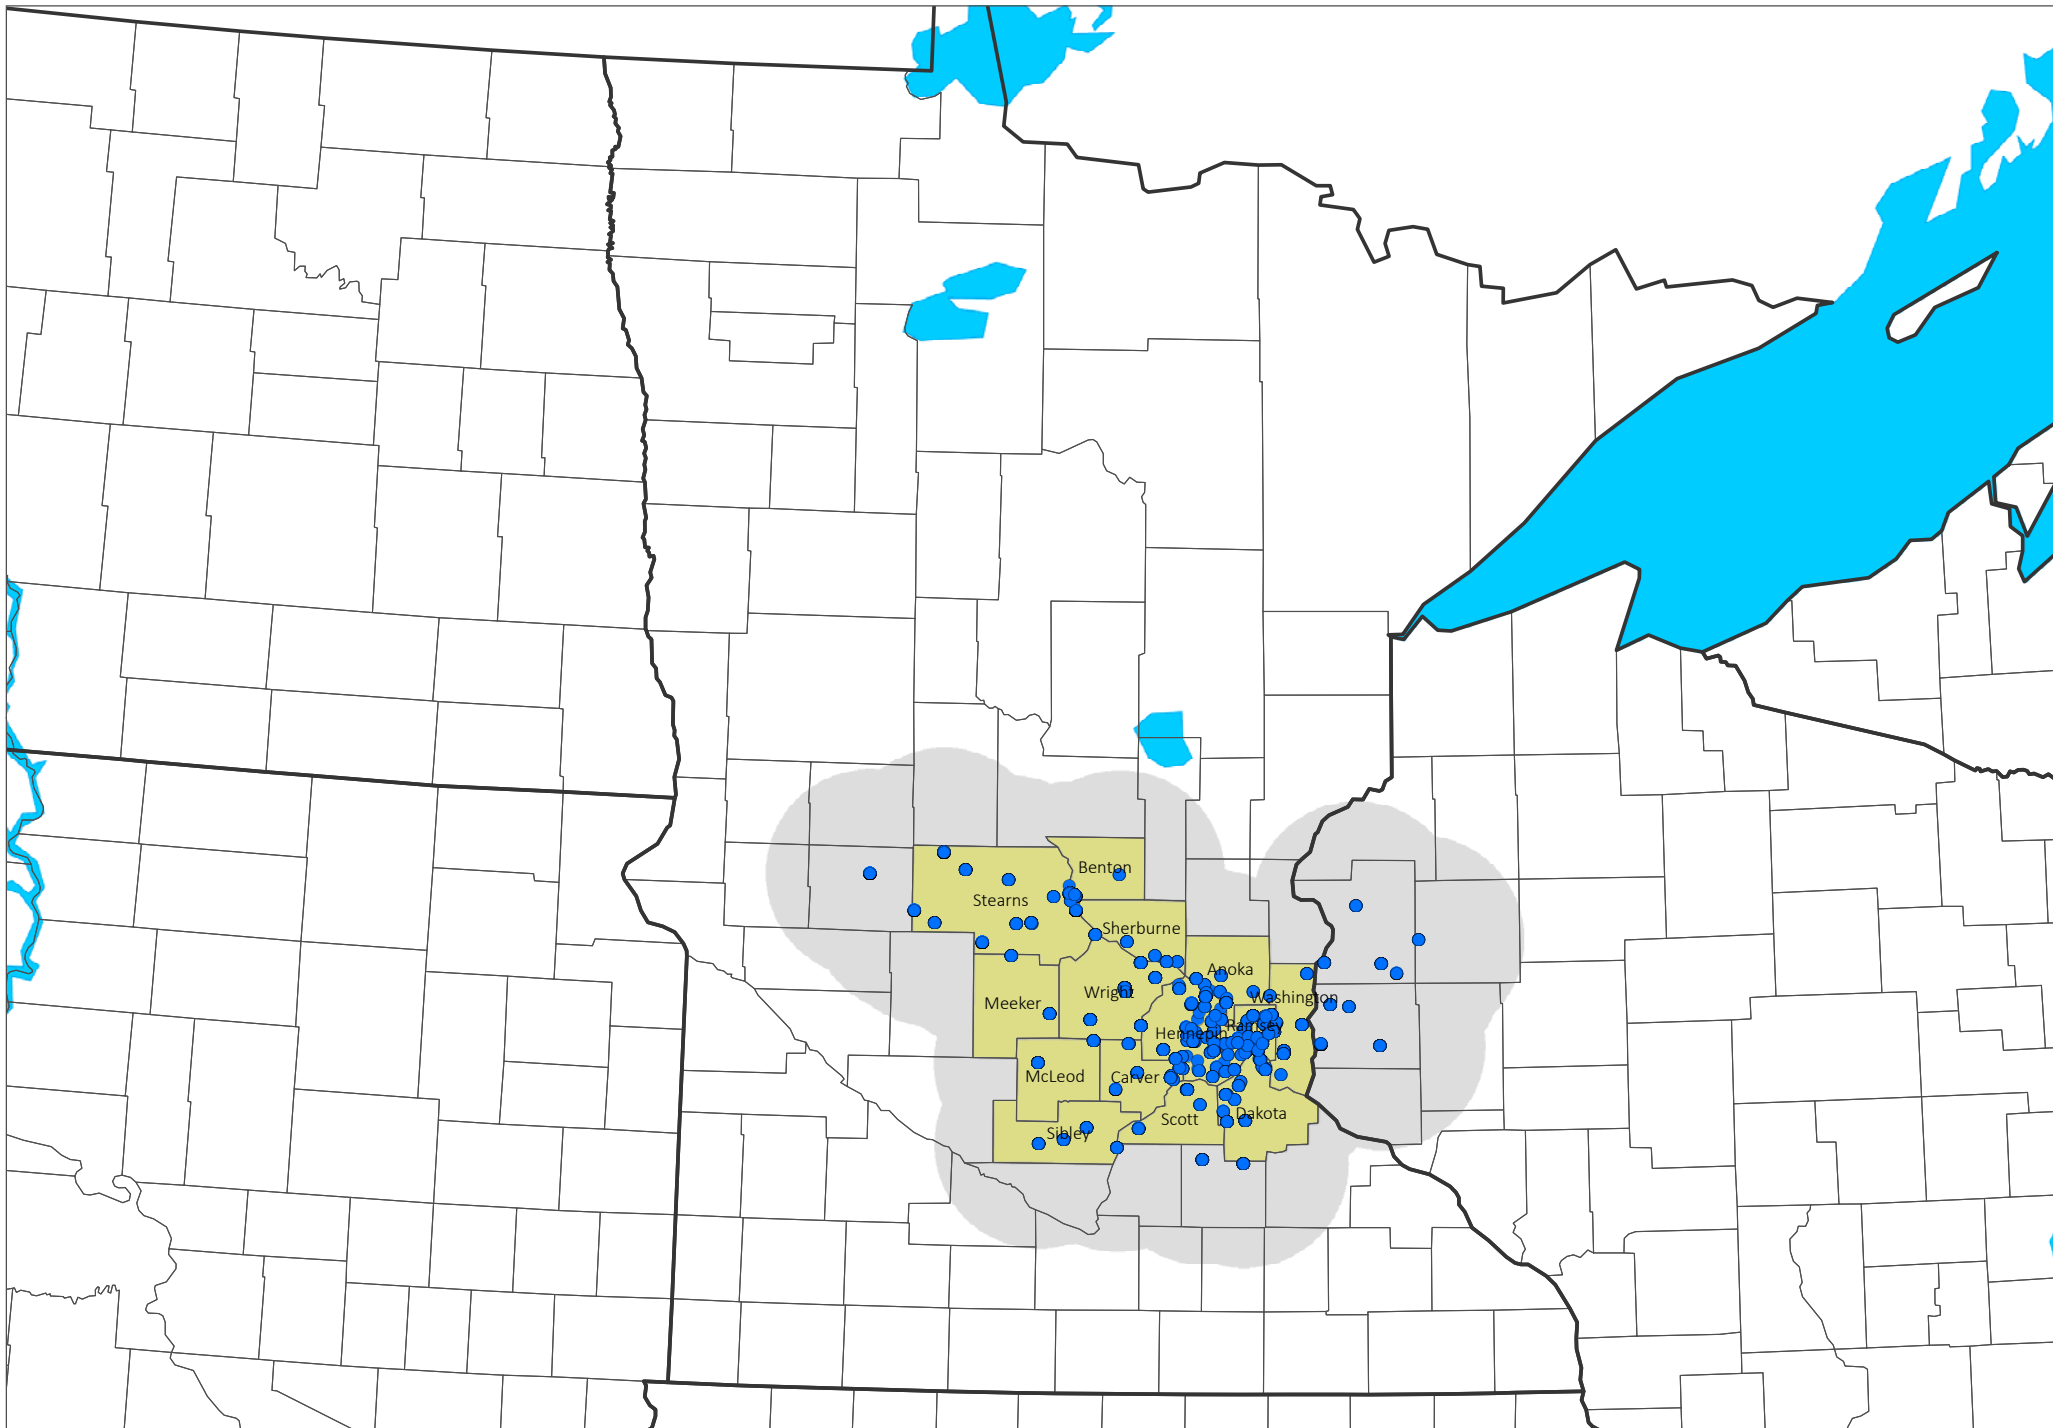 Benton
Stearns
Sherburne
Anoka
Wright
Washington
Meeker
Ramsey
Hennepin
McLeod
Carver
Dakota
Scott
Sibley